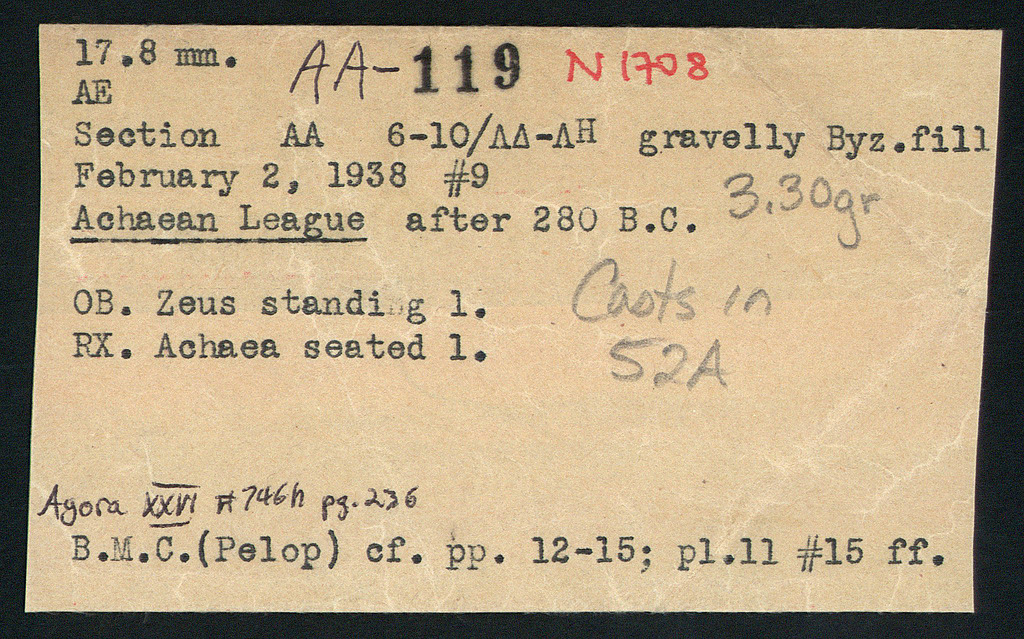 17.8 mm. AA-119 N1708
AE
Section AA 6-10/ΛΔ-ΛH gravelly Byz.fill
February 2, 1938 #9
3.30gr
Achaean League after 280 B.C.
OB. Zeus standi g l.
RX. Achaea seated l.
Casts in
52A
Agora XXVI #746h pg.236
B.M.C.(Pelop) cf. pp. 12-15; pl.11 #15 ff.